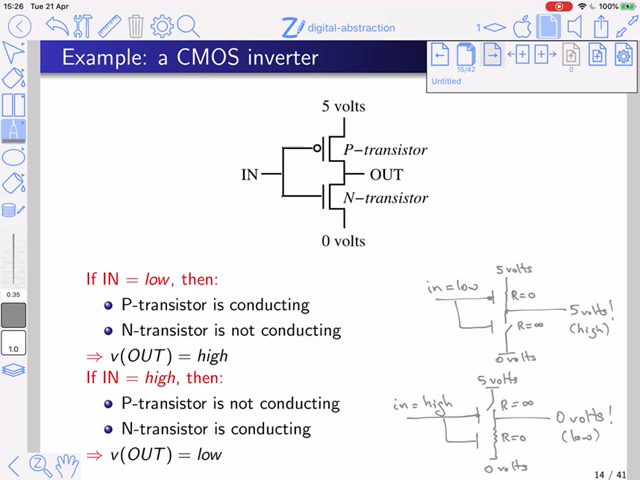 15:26 Tue 21 Apr
100%
digital-abstraction
1
Example: a CMOS inverter
15/42
0
Untitled
5 volts
P-transistor
IN
OUT
N-transistor
0 volts
If IN = low, then:
P-transistor is conducting
N-transistor is not conducting
⇒ v(OUT) = high
If IN = high, then:
P-transistor is not conducting
N-transistor is conducting
⇒ v(OUT) = low
5 volts
in = low
R=0
5 volts!
(high)
R=∞
0 volts
5 volts
in = high
R=∞
0 volts!
(low)
R=0
0 volts
0.35
1.0
14 / 41